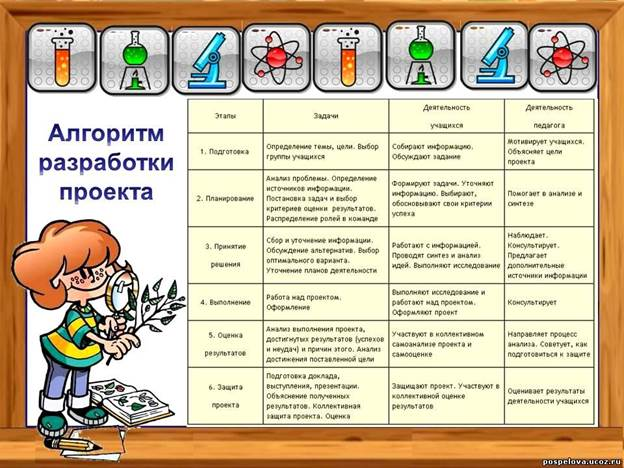 Алгоритм
разработки
проекта
Этапы
Задачи
Деятельность
учащихся
Деятельность
педагога
1. Подготовка
Определение темы, цели. Выбор
группы учащихся
Собирают информацию.
Обсуждают задание
Мотивирует учащихся.
Объясняет цели
проекта
2. Планирование
Анализ проблемы. Определение
источников информации.
Постановка задач и выбор
критериев оценки результатов.
Распределение ролей в команде
Формируют задачи. Уточняют
информацию. Выбирают,
обосновывают свои критерии
успеха
Помогает в анализе и
синтезе
3. Принятие
решения
Сбор и уточнение информации.
Обсуждение альтернатив. Выбор
оптимального варианта.
Уточнение планов деятельности
Работают с информацией.
Проводят синтез и анализ
идей. Выполняют исследование
Наблюдает.
Консультирует.
Предлагает
дополнительные
источники информации
4. Выполнение
Работа над проектом.
Оформление
Выполняют исследование и
работают над проектом.
Оформляют проект
Консультирует
5. Оценка
результатов
Анализ выполнения проекта,
достигнутых результатов (успехов
и неудач) и причин этого. Анализ
достижения поставленной цели
Участвуют в коллективном
самоанализе проекта и
самооценке
Направляет процесс
анализа. Советует, как
подготовиться к защите
6. Защита
проекта
Подготовка доклада,
выступления, презентации.
Объяснение полученных
результатов. Коллективная
защита проекта. Оценка
Защищают проект. Участвуют в
коллективной оценке
результатов
Оценивает результаты
деятельности учащихся
pospelova.ucoz.ru